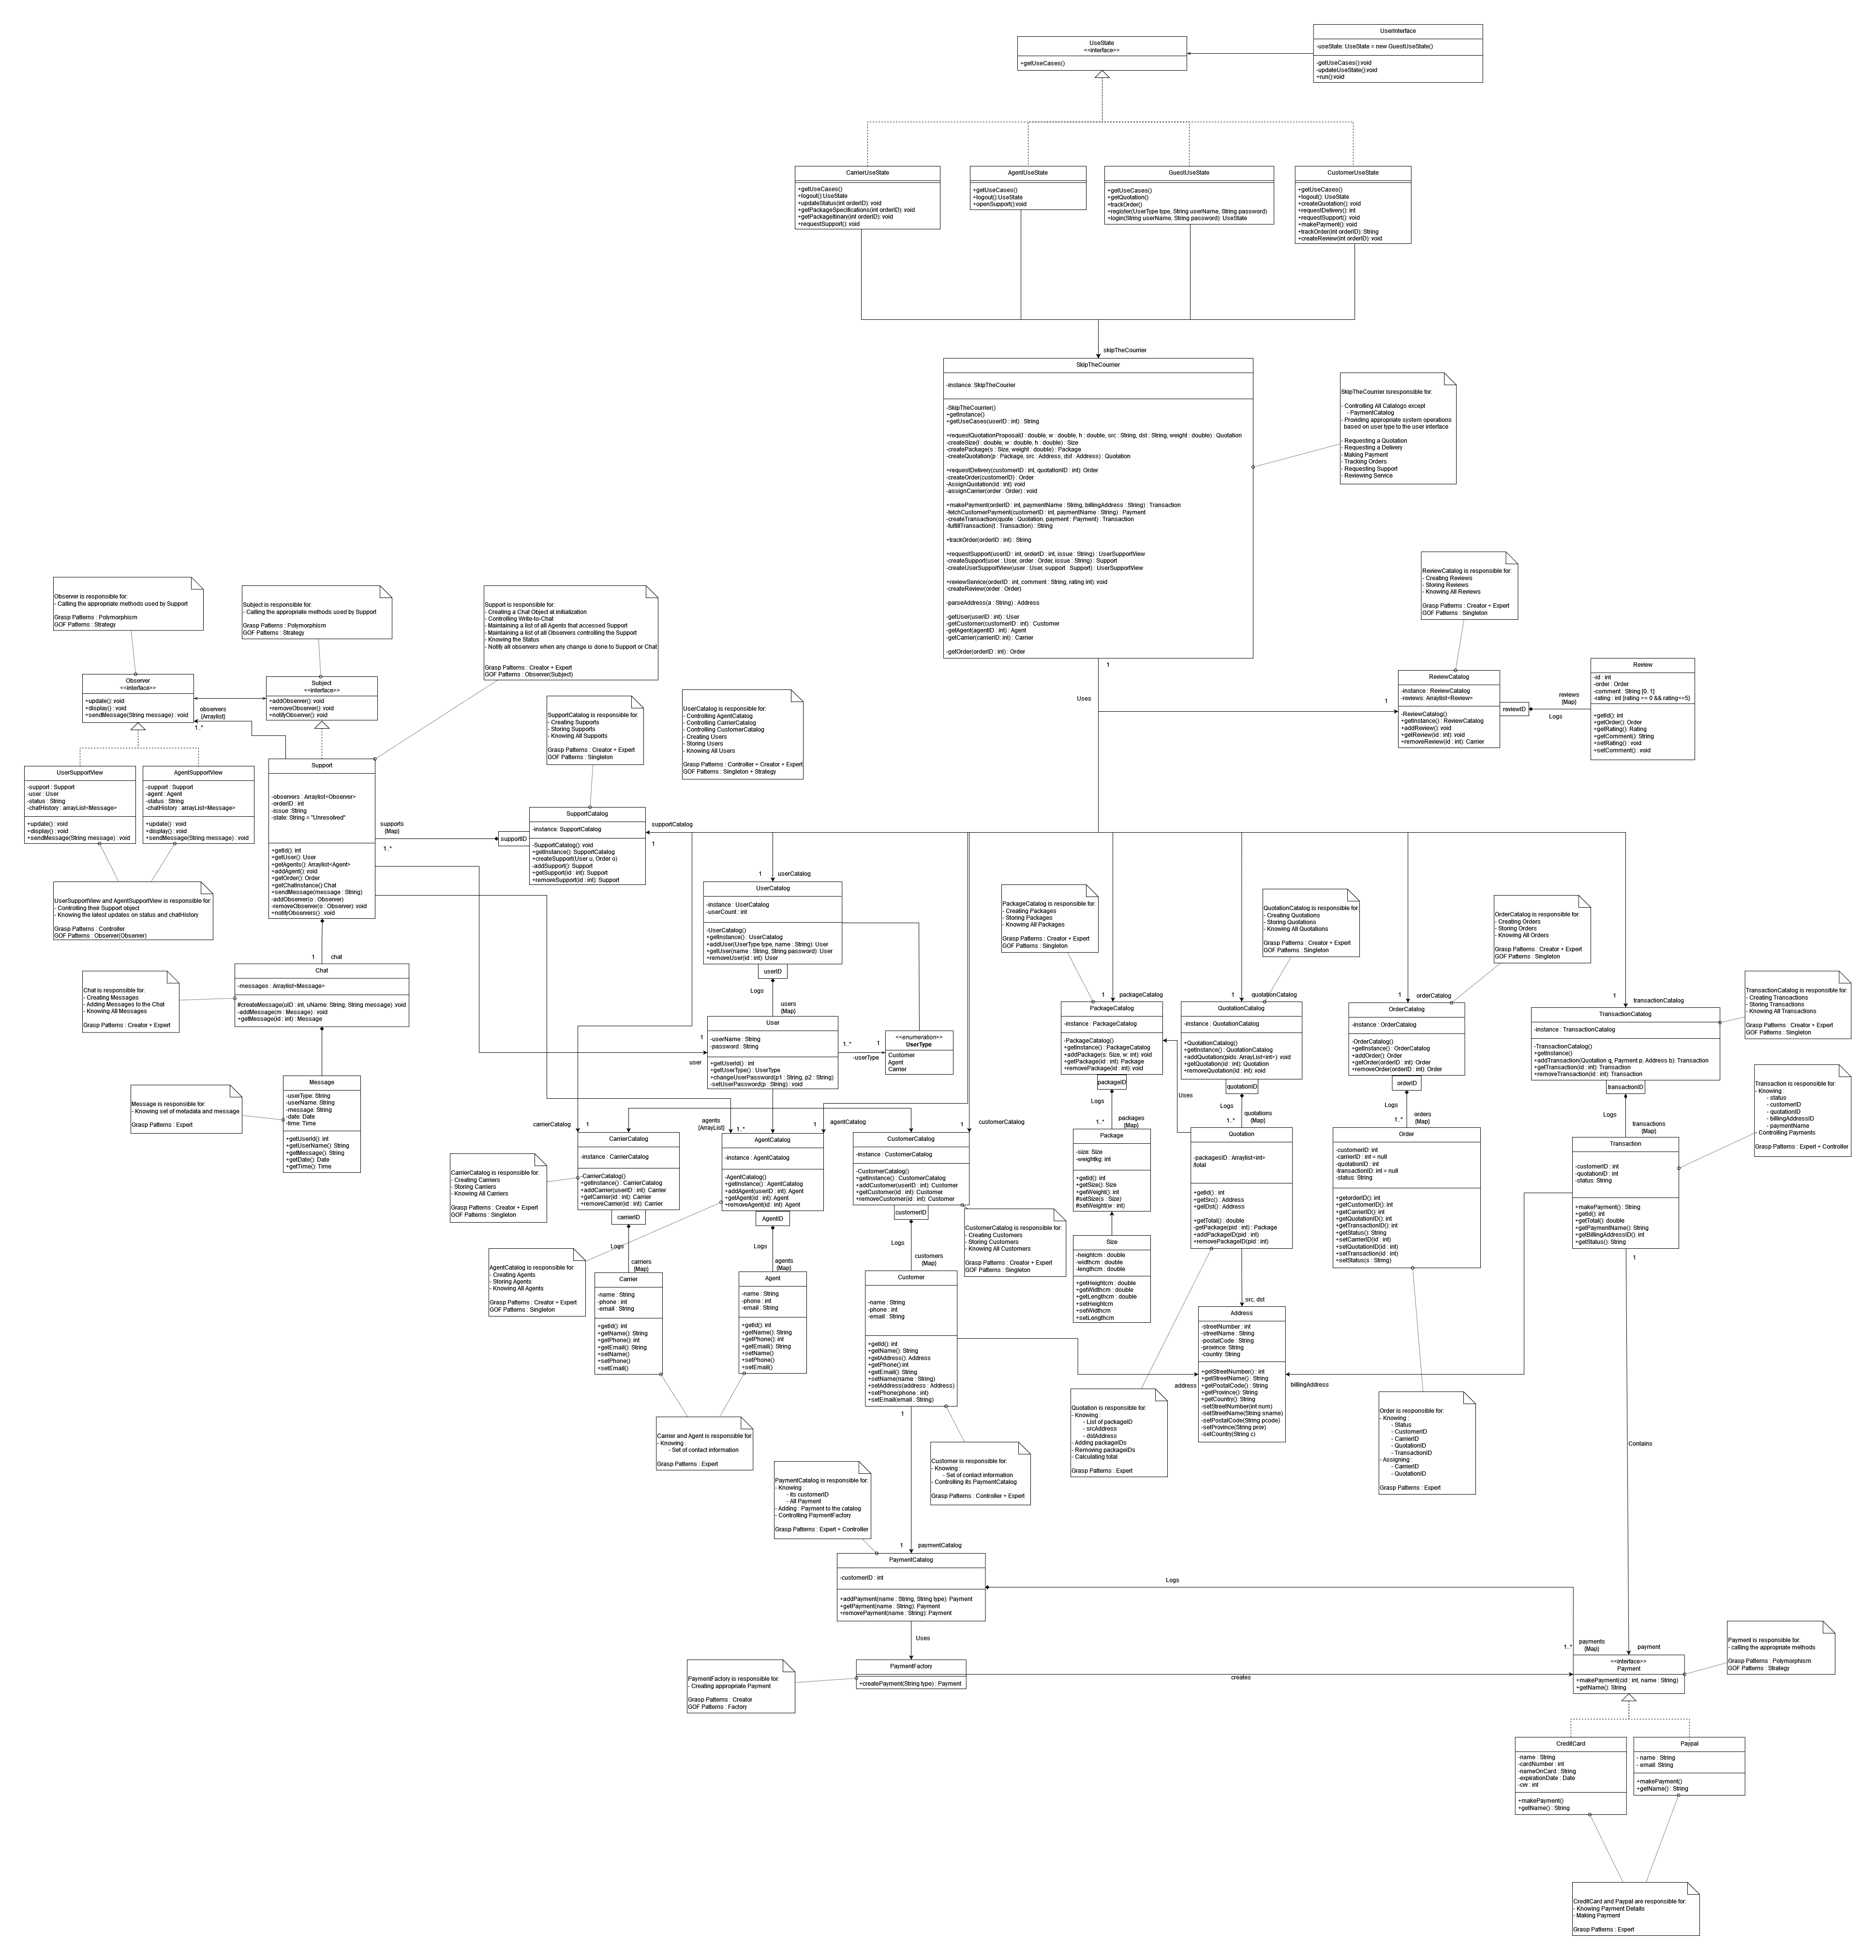 UseState
<<interface>>
+getUseCases()
UserInterface
-useState: UseState = new GuestUseState()
-getUseCases():void
-updateUseState():void
+run():void
CarrierUseState
+getUseCases()
+logout():UseState
+updateStatus(int orderID): void
+getPackageSpecifications(int orderID): void
+getPackageItinary(int orderID): void
+requestSupport(): void
AgentUseState
+getUseCases()
+logout():UseState
+openSupport():void
GuestUseState
+getUseCases()
+getQuotation()
+trackOrder()
+register(UserType type, String userName, String password)
+login(String userName, String password): UseState
CustomerUseState
+getUseCases()
+logout(): UseState
+createQuotation(): void
+requestDelivery(): int
+requestSupport(): void
+makePayment(): void
+trackOrder(int orderID): String
+createReview(int orderID): void
skipTheCourrier
SkipTheCourrier
-instance: SkipTheCourier
-SkipTheCourier()
+getInstance()
+getUseCases(userID : int) : String
+requestQuotationProposal(l : double, w : double, h : double, src : String, dst : String, weight : double) : Quotation
-createSize(l : double, w : double, h : double) : Size
-createPackage(s : Size, weight : double) : Package
-createQuotation(p : Package, src : Address, dst : Address) : Quotation
+requestDelivery(customerID : int, quotationID : int): Order
-createOrder(customerID) : Order
-AssignQuotation(id : int): void
-assignCarrier(order : Order) : void
+makePayment(orderID : int, paymentName : String, billingAddress : String) : Transaction
-fetchCustomerPayment(customerID : int, paymentName : String) : Payment
-createTransaction(quote : Quotation, payment : Payment) : Transaction
-fulfillTransaction(t : Transaction) : String
+trackOrder(orderID : int) : String
+requestSupport(userID : int, orderID : int, issue : String) : UserSupportView
-createSupport(user : User, order : Order, issue : String) : Support
-createUserSupportView(user : User, support : Support) : UserSupportView
+reviewService(orderID : int, comment : String, rating int): void
-createReview(order : Order)
-parseAddress(a : String) : Address
-getUser(userID : int) : User
-getCustomer(customerID : int) : Customer
-getAgent(agentID : int) : Agent
-getCarrier(carrierID: int) : Carrier
-getOrder(orderID : int) : Order
SkipTheCourrier isresponsible for:
- Controlling All Catalogs except
- PaymentCatalog
- Providing appropriate system operations
based on user type to the user interface
- Requesting a Quotation
- Requesting a Delivery
- Making Payment
- Tracking Orders
- Requesting Support
- Reviewing Service
1
Uses
ReviewCatalog is responsible for:
- Creating Reviews
- Storing Reviews
- Knowing All Reviews
Grasp Patterns : Creator + Expert
GOF Patterns : Singleton
1
ReviewCatalog
-instance : ReviewCatalog
-reviews: Arraylist<Review>
-ReviewCatalog()
+getInstance() : ReviewCatalog
+addReview(): void
+getReview(id : int): void
+removeReview(id : int): Carrier
reviewID
reviews
{Map}
Logs
Review
-id : int
-order : Order
-comment : String [0..1]
-rating : int {rating >= 0 && rating<=5}
+getId(): int
+getOrder(): Order
+getRating(): Rating
+getComment(): String
+setRating() : void
+setComment() : void
Observer is responsible for:
- Calling the appropriate methods used by Support
Grasp Patterns : Polymorphism
GOF Patterns : Strategy
Subject is responsible for:
- Calling the appropriate methods used by Support
Grasp Patterns : Polymorphism
GOF Patterns : Strategy
Support is responsible for:
- Creating a Chat Object at initialization
- Controlling Write-to-Chat
- Maintaining a list of all Agents that accessed Support
- Maintaining a list of all Observers controlling the Support
- Knowing the Status
- Notify all observers when any change is done to Support or Chat
Grasp Patterns : Creator + Expert
GOF Patterns : Observer(Subject)
Observer
<<interface>>
+update(): void
+display() : void
+sendMessage(String message) : void
Subject
<<interface>>
+addObserver(): void
+removeObserver(): void
+notifyObserver(): void
observers
{Arraylist}
1..*
UserSupportView
-support : Support
-user : User
-status : String
-chatHistory : arrayList<Message>
+update() : void
+display() : void
+sendMessage(String message) : void
AgentSupportView
-support : Support
-agent : Agent
-status : String
-chatHistory : arrayList<Message>
+update() : void
+display() : void
+sendMessage(String message) : void
UserSupportView and AgentSupportView is responsible for:
- Controlling their Support object
- Knowing the latest updates on status and chatHistory
Grasp Patterns : Controller
GOF Patterns : Observer(Observer)
Support
-observers : Arraylist<Observer>
-orderID : int
-issue :String
-state: String = "Unresolved"
+getId(): int
+getUser(): User
+getAgents(): Arraylist<Agent>
+addAgent(): void
+getOrder(): Order
+getChatInstance():Chat
+sendMessage(message : String)
-addObserver(o : Observer)
-removeObserver(o : Observer): void
+notifyObservers() : void
SupportCatalog is responsible for:
- Creating Supports
- Storing Supports
- Knowing All Supports
Grasp Patterns : Creator + Expert
GOF Patterns : Singleton
UserCatalog is responsible for:
- Controlling AgentCatalog
- Controlling CarrierCatalog
- Controlling CustomerCatalog
- Creating Users
- Storing Users
- Knowing All Users
Grasp Patterns : Controller + Creator + Expert
GOF Patterns : Singleton + Strategy
supports
{Map}
1..*
supportID
SupportCatalog
-instance: SupportCatalog
-SupportCatalog(): void
+getInstance(): SupportCatalog
+createSupport(User u, Order o)
-addSupport(): Support
+getSupport(id : int): Support
+removeSupport(id : int): Support
supportCatalog
1
1
chat
Chat
-messages : Arraylist<Message>
#createMessage(uID : int, uName: String, String message) :void
-addMessage(m : Message) : void
+getMessage(id : int) : Message
Chat is responsible for:
- Creating Messages
- Adding Messages to the Chat
- Knowing All Messages
Grasp Patterns : Creator + Expert
Message
-userType: String
-userName: String
-message: String
-date: Date
-time: Time
+getUserId(): int
+getUserName(): String
+getMessage(): String
+getDate(): Date
+getTime(): Time
Message is responsible for:
- Knowing set of metadata and message
Grasp Patterns : Expert
1
userCatalog
UserCatalog
-instance : UserCatalog
-userCount : int
-UserCatalog()
+getInstance() : UserCatalog
+addUser(UserType type, name : String): User
+getUser(name : String, String password): User
+removeUser(id : int): User
userID
Logs
users
{Map}
1
user
User
-userName : String
-password : String
+getUserId() : int
+getUserType() : UserType
+changeUserPassword(p1 : String, p2 : String)
-setUserPassword(p : String) : void
1..*
1
-userType
<<enumeration>>
UserType
Customer
Agent
Carrier
PackageCatalog is responsible for:
- Creating Packages
- Storing Packages
- Knowing All Packages
Grasp Patterns : Creator + Expert
GOF Patterns : Singleton
QuotationCatalog is responsible for:
- Creating Quotations
- Storing Quotations
- Knowing All Quotations
Grasp Patterns : Creator + Expert
GOF Patterns : Singleton
OrderCatalog is responsible for:
- Creating Orders
- Storing Orders
- Knowing All Orders
Grasp Patterns : Creator + Expert
GOF Patterns : Singleton
TransactionCatalog is responsible for:
- Creating Transactions
- Storing Transactions
- Knowing All Transactions
Grasp Patterns : Creator + Expert
GOF Patterns : Singleton
1
packageCatalog
PackageCatalog
-instance : PackageCatalog
-PackageCatalog()
+getInstance() : PackageCatalog
+addPackage(s: Size, w: int): void
+getPackage(id : int): Package
+removePackage(id : int): void
packageID
Logs
1..*
packages
{Map}
Package
-size: Size
-weightkg: int
+getId(): int
+getSize(): Size
+getWeight(): int
#setSize(s : Size)
#setWeight(w : int)
Size
-heightcm : double
-widthcm : double
-lengthcm : double
+getHeightcm : double
+getWidthcm : double
+getLengthcm : double
+setHeightcm
+setWidthcm
+setLengthcm
1
quotationCatalog
QuotationCatalog
-instance : QuotationCatalog
-QuotationCatalog()
+getInstance() : QuotationCatalog
+addQuotation(pids: ArrayList<int>): void
+getQuotation(id : int): Quotation
+removeQuotation(id : int): void
quotationID
Uses
Logs
1..*
quotations
{Map}
Quotation
-packagesID : Arraylist<int>
/total
+getId() : int
+getSrc() : Address
+getDst() : Address
+getTotal() : double
-getPackage(pid : int) : Package
+addPackageID(pid : int)
+removePackageID(pid : int)
1
orderCatalog
OrderCatalog
-instance : OrderCatalog
-OrderCatalog()
+getInstance() : OrderCatalog
+addOrder(): Order
+getOrder(orderID : int): Order
+removeOrder(orderID : int): Order
orderID
Logs
1..*
orders
{Map}
Order
-customerID: int
-carrierID : int = null
-quotationID : int
-transactionID: int = null
-status: String
+getorderID(): int
+getCustomerID(): int
+getCarrierID(): int
+getQuotationID(): int
+getTransactionID(): int
+getStatus(): String
+setCarrierID(id : int)
+setQuotationID(id : int)
+setTransaction(id : int)
+setStatus(s : String)
1
transactionCatalog
TransactionCatalog
-instance : TransactionCatalog
-TransactionCatalog()
+getInstance()
+addTransaction(Quotation q, Payment p, Address b): Transaction
+getTransaction(id : int): Transaction
+removeTransaction(id : int): Transaction
transactionID
Logs
transactions
{Map}
Transaction
-customerID : int
-quotationID : int
-status: String
+makePayment() : String
+getId(): int
+getTotal(): double
+getPaymentName(): String
+getBillingAddressID(): int
+getStatus(): String
Transaction is responsible for:
- Knowing :
- status
- customerID
- quotationID
- billingAddressID
- paymentName
- Controlling Payments
Grasp Patterns : Expert + Controller
carrierCatalog
1
CarrierCatalog
-instance : CarrierCatalog
-CarrierCatalog()
+getInstance(): CarrierCatalog
+addCarrier(userID : int): Carrier
+getCarrier(id : int): Carrier
+removeCarrier(id : int): Carrier
carrierID
Logs
carriers
{Map}
CarrierCatalog is responsible for:
- Creating Carriers
- Storing Carriers
- Knowing All Carriers
Grasp Patterns : Creator + Expert
GOF Patterns : Singleton
agents
{ArrayList}
1..*
1
agentCatalog
AgentCatalog
-instance : AgentCatalog
-AgentCatalog()
+getInstance() : AgentCatalog
+addAgent(userID : int): Agent
+getAgent(id : int): Agent
+removeAgent(id : int): Agent
AgentID
Logs
agents
{Map}
AgentCatalog is responsible for:
- Creating Agents
- Storing Agents
- Knowing All Agents
Grasp Patterns : Creator + Expert
GOF Patterns : Singleton
1
customerCatalog
CustomerCatalog
-instance : CustomerCatalog
-CustomerCatalog()
+getInstance() : CustomerCatalog
+addCustomer(userID : int): Customer
+getCustomer(id : int): Customer
+removeCustomer(id : int): Customer
customerID
Logs
customers
{Map}
CustomerCatalog is responsible for:
- Creating Customers
- Storing Customers
- Knowing All Customers
Grasp Patterns : Creator + Expert
GOF Patterns : Singleton
Carrier
-name : String
-phone : int
-email : String
+getId(): int
+getName(): String
+getPhone(): int
+getEmail(): String
+setName()
+setPhone()
+setEmail()
Agent
-name : String
-phone : int
-email : String
+getId(): int
+getName(): String
+getPhone(): int
+getEmail(): String
+setName()
+setPhone()
+setEmail()
Customer
-name : String
-phone : int
-email : String
+getId() : int
+getName(): String
+getAddress(): Address
+getPhone():int
+getEmail(): String
+setName(name : String)
+setAddress(address : Address)
+setPhone(phone : int)
+setEmail(email : String)
Carrier and Agent is responsible for:
- Knowing :
- Set of contact information
Grasp Patterns : Expert
src, dst
Address
-streetNumber : int
-streetName : String
-postalCode : String
-province: String
-country: String
+getStreetNumber() : int
+getStreetName() : String
+getPostalCode() : String
+getProvince(): String
+getCountry(): String
-setStreetNumber(int num)
-setStreetName(String sname)
-setPostalCode(String pcode)
-setProvince(String prov)
-setCountry(String c)
address
billingAddress
Quotation is responsible for:
- Knowing :
- List of packageID
- srcAddress
- dstAddress
- Adding packageIDs
- Removing packageIDs
- Calculating total
Grasp Patterns : Expert
Order is responsible for:
- Knowing :
- Status
- CustomerID
- CarrierID
- QuotationID
- TransactionID
- Assigning :
- CarrierID
- QuotationID
Grasp Patterns : Expert
Customer is responsible for:
- Knowing :
- Set of contact information
- Controlling its PaymentCatalog
Grasp Patterns : Controller + Expert
PaymentCatalog is responsible for:
- Knowing :
- its customerID
- All Payment
- Adding : Payment to the catalog
- Controlling PaymentFactory
Grasp Patterns : Expert + Controller
1
1
paymentCatalog
PaymentCatalog
-customerID : int
+addPayment(name : String, String type): Payment
+getPayment(name : String): Payment
+removePayment(name : String): Payment
Logs
Uses
PaymentFactory
+createPayment(String type) : Payment
creates
PaymentFactory is responsible for:
- Creating appropriate Payment
Grasp Patterns : Creator
GOF Patterns : Factory
1
Contains
1..*
payments
{Map}
payment
<<interface>>
Payment
+makePayment(cid : int, name : String)
+getName(): String
Payment is responsible for:
- calling the appropriate methods
Grasp Patterns : Polymorphism
GOF Patterns : Strategy
CreditCard
-name : String
-cardNumber : int
-nameOnCard : String
-expirationDate : Date
-cvv : int
+makePayment()
+getName() : String
Paypal
- name : String
- email: String
+makePayment()
+getName() : String
CreditCard and Paypal are responsible for:
- Knowing Payment Details
- Making Payment
Grasp Patterns : Expert